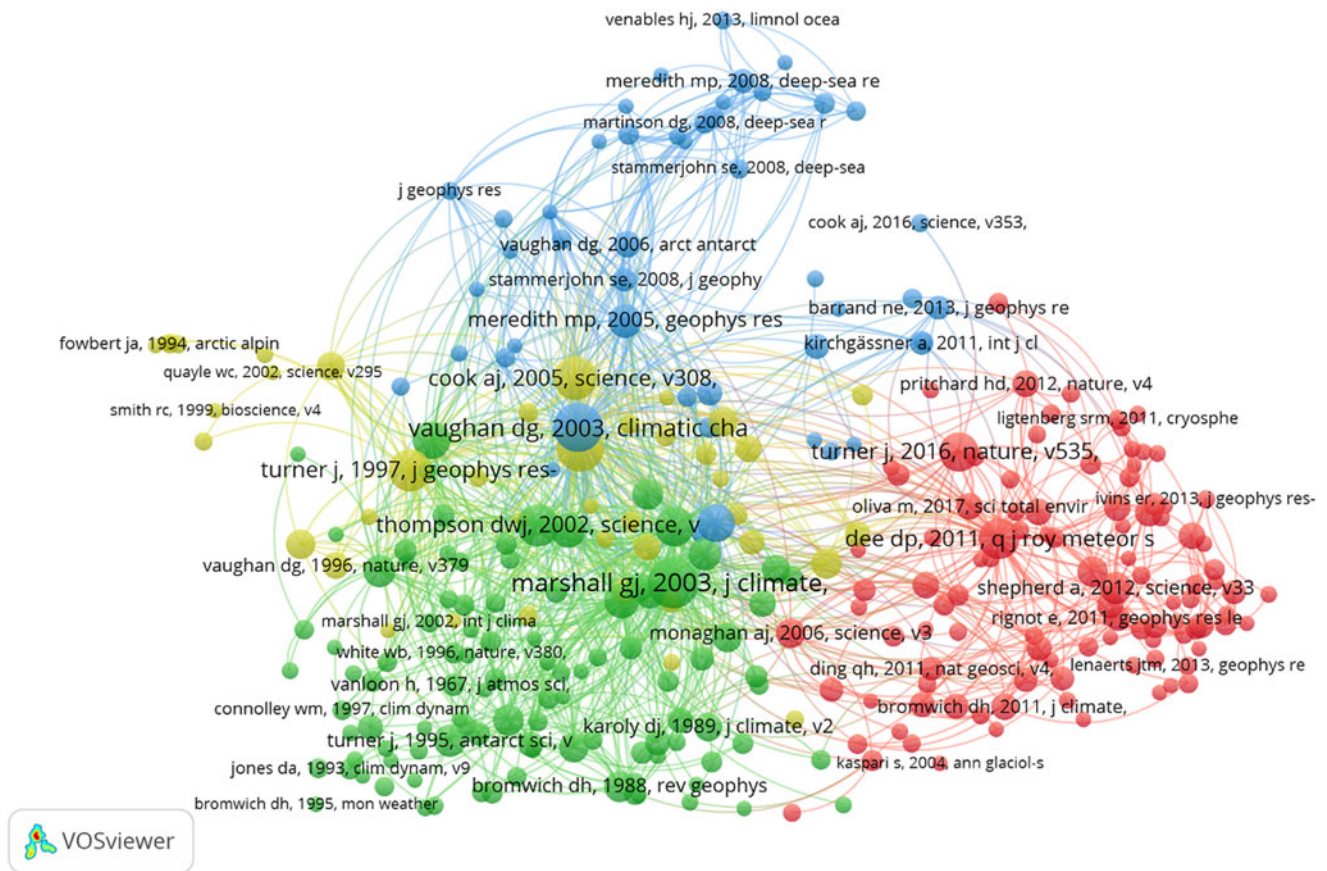 venables hj, 2013, limnol ocea
meredith mp, 2008, deep-sea re
martinson dg, 2008, deep-sea r
stammerjohn se, 2008, deep-sea
j geophys res
cook aj, 2016, science, v353,
vaughan dg, 2006, arct antarct
stammerjohn se, 2008, j geophy
barrand ne, 2013, j geophys re
meredith mp, 2005, geophys res
fowbert ja, 1994, arctic alpin
kirchgässner a, 2011, int j cl
quayle wc, 2002, science, v295
cook aj, 2005, science, v308,
pritchard hd, 2012, nature, v4
smith rc, 1999, bioscience, v4
ligtenberg srm, 2011, cryosphe
vaughan dg, 2003, climatic cha
turner j, 2016, nature, v535,
turner j, 1997, j geophys res-
ivins er, 2013, j geophys res-
oliva m, 2017, sci total envir
thompson dwj, 2002, science, v
dee dp, 2011, q j roy meteor s
vaughan dg, 1996, nature, v379
marshall gj, 2003, j climate,
shepherd a, 2012, science, v33
marshall gj, 2002, int j clima
rignot e, 2011, geophys res le
monaghan aj, 2006, science, v3
white wb, 1996, nature, v380,
ding qh, 2011, nat geosci, v4,
lenaerts jtm, 2013, geophys re
vanloon h, 1967, j atmos sci,
connolley wm, 1997, clim dynam
bromwich dh, 2011, j climate,
karoly dj, 1989, j climate, v2
turner j, 1995, antarct sci, v
kaspari s, 2004, ann glaciol-s
jones da, 1993, clim dynam, v9
bromwich dh, 1988, rev geophys
bromwich dh, 1995, mon weather
VOSviewer